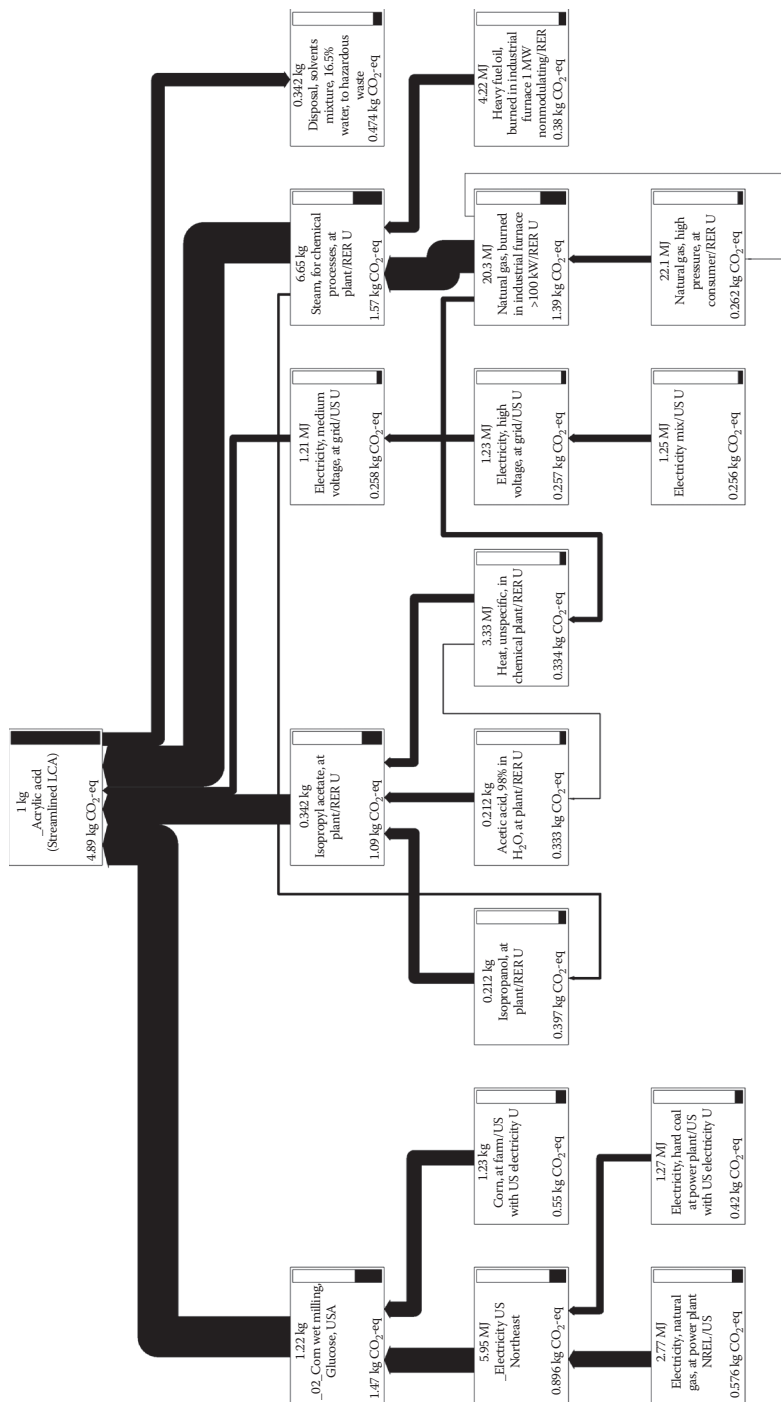 1 kg
_Acrylic acid
(Streamlined LCA)
4.89 kg CO₂-eq
1.22 kg
_02_Corn wet milling,
Glucose, USA
1.47 kg CO₂-eq
0.342 kg
Isopropyl acetate, at
plant/RER U
1.09 kg CO₂-eq
1.21 MJ
Electricity, medium
voltage, at grid/US U
0.258 kg CO₂-eq
6.65 kg
Steam, for chemical
processes, at
plant/RER U
1.57 kg CO₂-eq
0.342 kg
Disposal, solvents
mixture, 16.5%
water, to hazardous
waste
0.474 kg CO₂-eq
5.95 MJ
_Electricity US
Northeast
0.896 kg CO₂-eq
1.23 kg
Corn, at farm/US
with US electricity U
0.55 kg CO₂-eq
0.212 kg
Isopropanol, at
plant/RER U
0.397 kg CO₂-eq
0.212 kg
Acetic acid, 98% in
H₂O, at plant/RER U
0.333 kg CO₂-eq
3.33 MJ
Heat, unspecific, in
chemical plant/RER U
0.334 kg CO₂-eq
1.23 MJ
Electricity, high
voltage, at grid/US U
0.257 kg CO₂-eq
20.3 MJ
Natural gas, burned
in industrial furnace
>100 kW/RER U
1.39 kg CO₂-eq
4.22 MJ
Heavy fuel oil,
burned in industrial
furnace 1 MW
nonmodulating/RER
0.38 kg CO₂-eq
2.77 MJ
Electricity, natural
gas, at power plant
NREL/US
0.576 kg CO₂-eq
1.27 MJ
Electricity, hard coal
at power plant/US
with US electricity U
0.42 kg CO₂-eq
1.25 MJ
Electricity mix/US U
0.256 kg CO₂-eq
22.1 MJ
Natural gas, high
pressure, at
consumer/RER U
0.262 kg CO₂-eq